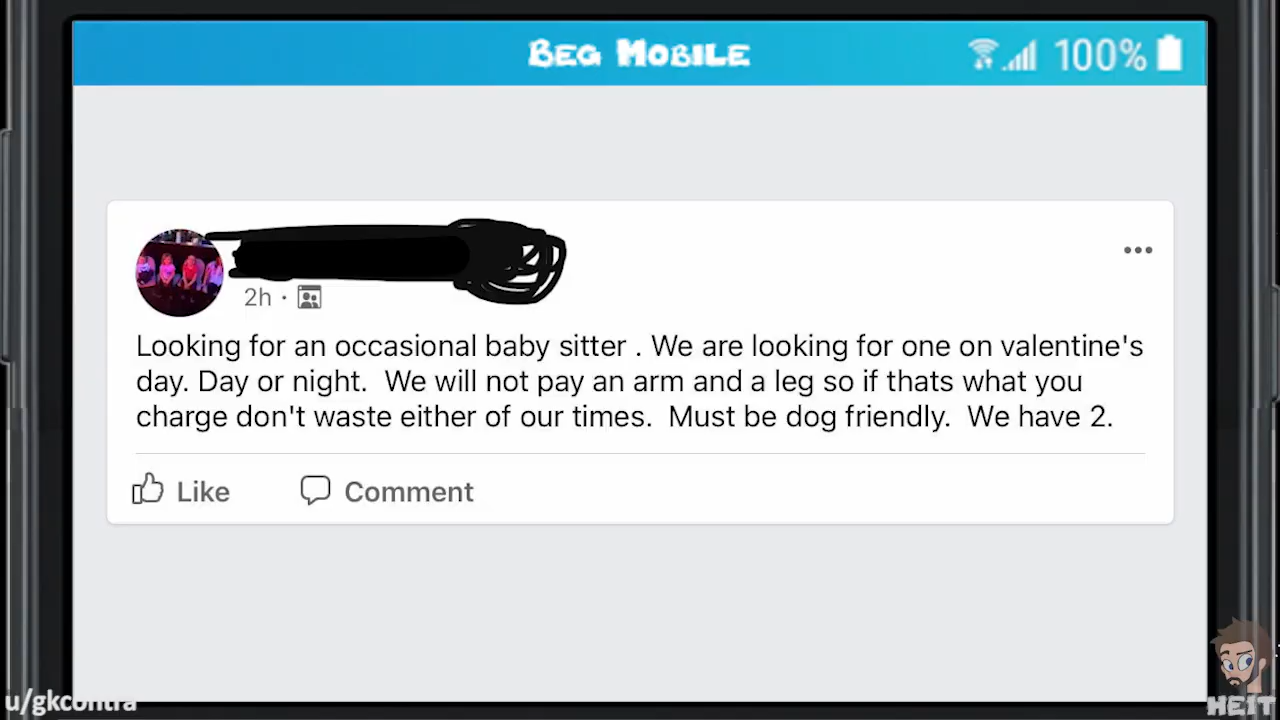 BEG MOBILE
100%
2h ·
Looking for an occasional baby sitter . We are looking for one on valentine's
day. Day or night.  We will not pay an arm and a leg so if thats what you
charge don't waste either of our times.  Must be dog friendly.  We have 2.
Like
Comment
u/gkcontra
HEIT